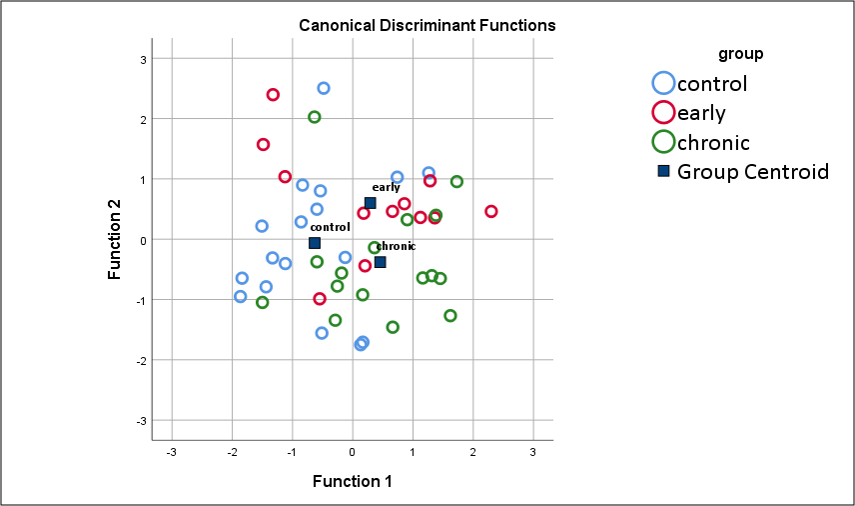 Canonical Discriminant Functions
group
control
early
chronic
Group Centroid
3
2
1
0
-1
-2
-3
Function 2
early
control
chronic
-3 -2 -1 0 1 2 3
Function 1